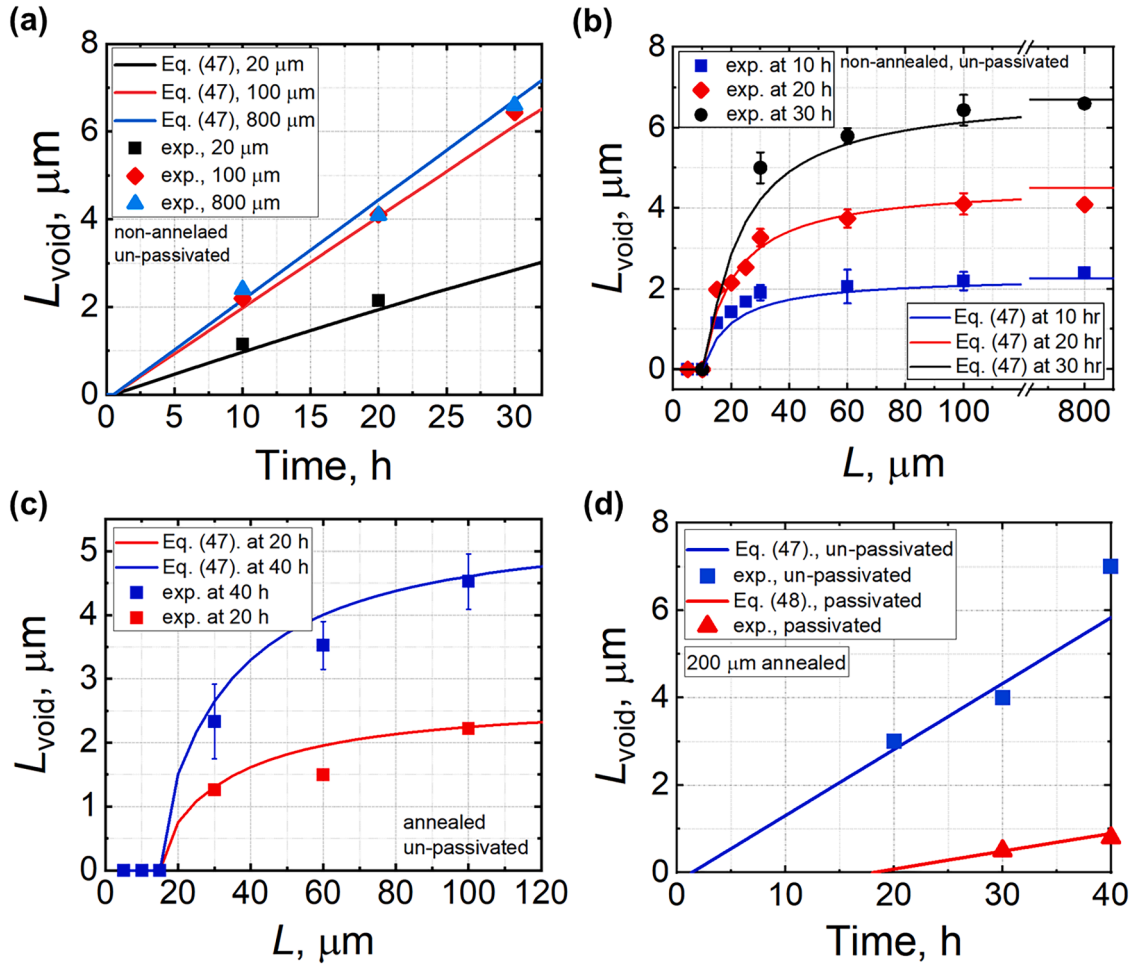 (a)
8
6
4
2
0
Lvoid, μm
Eq. (47), 20 μm
Eq. (47), 100 μm
Eq. (47), 800 μm
exp., 20 μm
exp., 100 μm
exp., 800 μm
non-annelaed
un-passivated
0 5 10 15 20 25 30
Time, h
(b)
8
6
4
2
0
Lvoid, μm
exp. at 10 h
exp. at 20 h
exp. at 30 h
non-annealed, un-passivated
Eq. (47) at 10 hr
Eq. (47) at 20 hr
Eq. (47) at 30 hr
0 20 40 60 80 100 800
L, μm
(c)
5
4
3
2
1
0
Lvoid, μm
Eq. (47). at 20 h
Eq. (47). at 40 h
exp. at 40 h
exp. at 20 h
annealed
un-passivated
0 20 40 60 80 100 120
L, μm
(d)
8
6
4
2
0
Lvoid, μm
Eq. (47)., un-passivated
exp., un-passivated
Eq. (48)., passivated
exp., passivated
200 μm annealed
0 10 20 30 40
Time, h